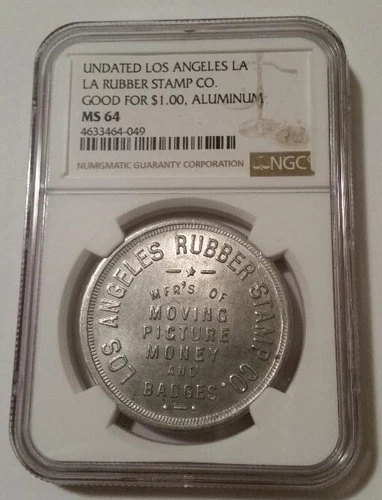 UNDATED LOS ANGELES LA
LA RUBBER STAMP CO.
GOOD FOR $1.00, ALUMINUM
MS 64
4633464-049
NUMISMATIC GUARANTY CORPORATION
NGC
LOS ANGELES RUBBER STAMP CO
MFR'S OF
MOVING
PICTURE
MONEY
AND
BADGES